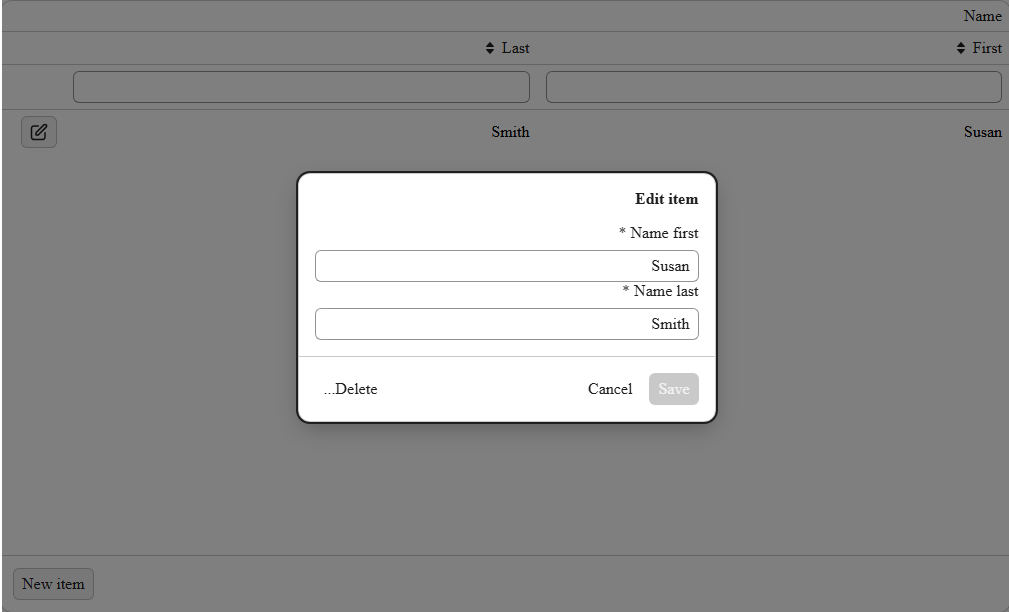 Name
Last First
Smith Susan
Edit item
* Name first
Susan
* Name last
Smith
...Delete Cancel Save
New item